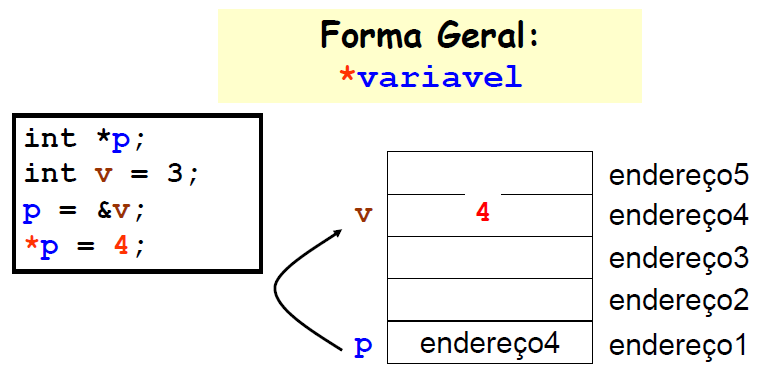 Forma Geral:
*variavel
int *p;
int v = 3;
p = &v;
*p = 4;
endereço5
v 4 endereço4
endereço3
endereço2
p endereço4 endereço1